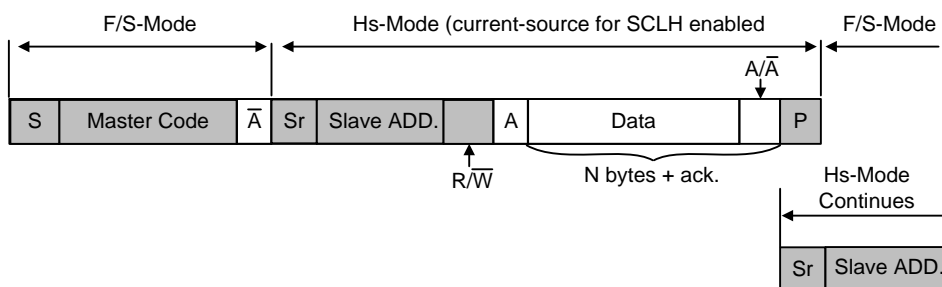 F/S-Mode Hs-Mode (current-source for SCLH enabled F/S-Mode
A/A̅
S Master Code A̅ Sr Slave ADD. A Data P
R/W̅ N bytes + ack.
Hs-Mode
Continues
Sr Slave ADD.